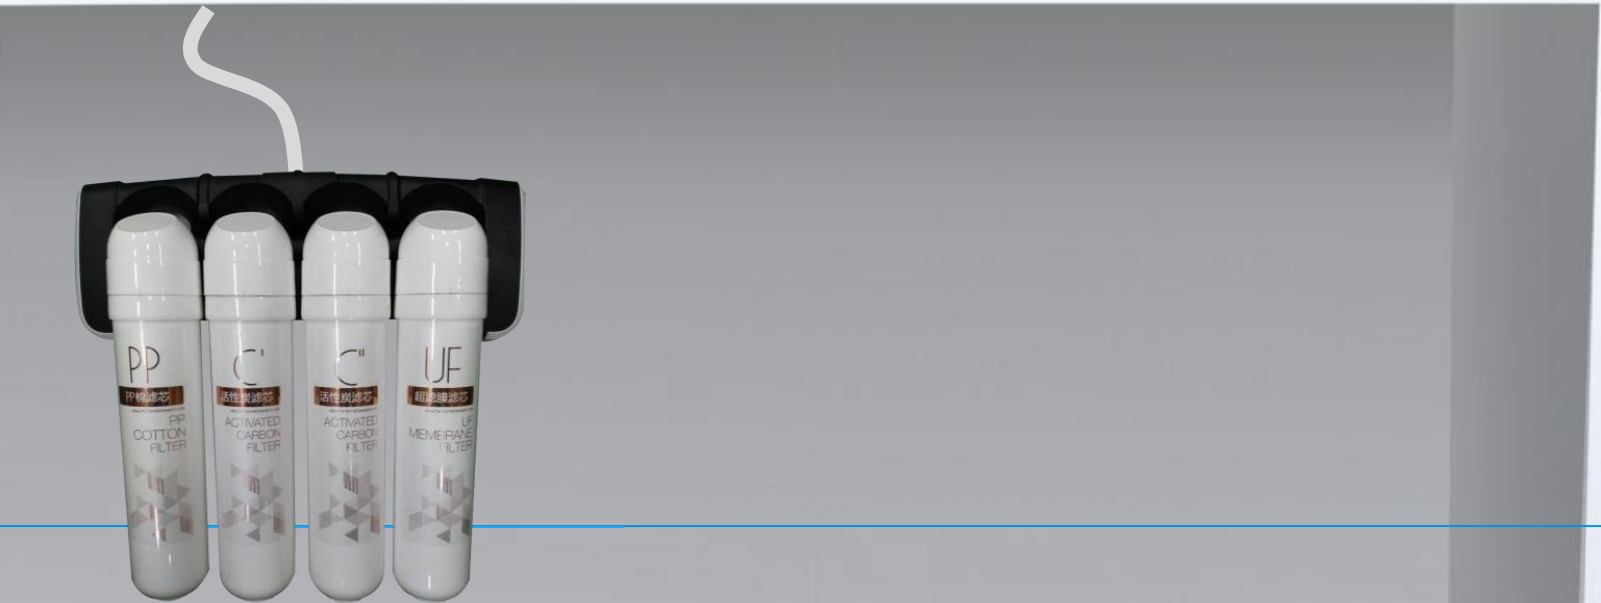 PP
PP棉滤芯
PP
COTTON
FILTER
C'
活性炭滤芯
ACTIVATED
CARBON
FILTER
C"
活性炭滤芯
ACTIVATED
CARBON
FILTER
UF
超滤膜滤芯
UF
MEMBRANE
FILTER